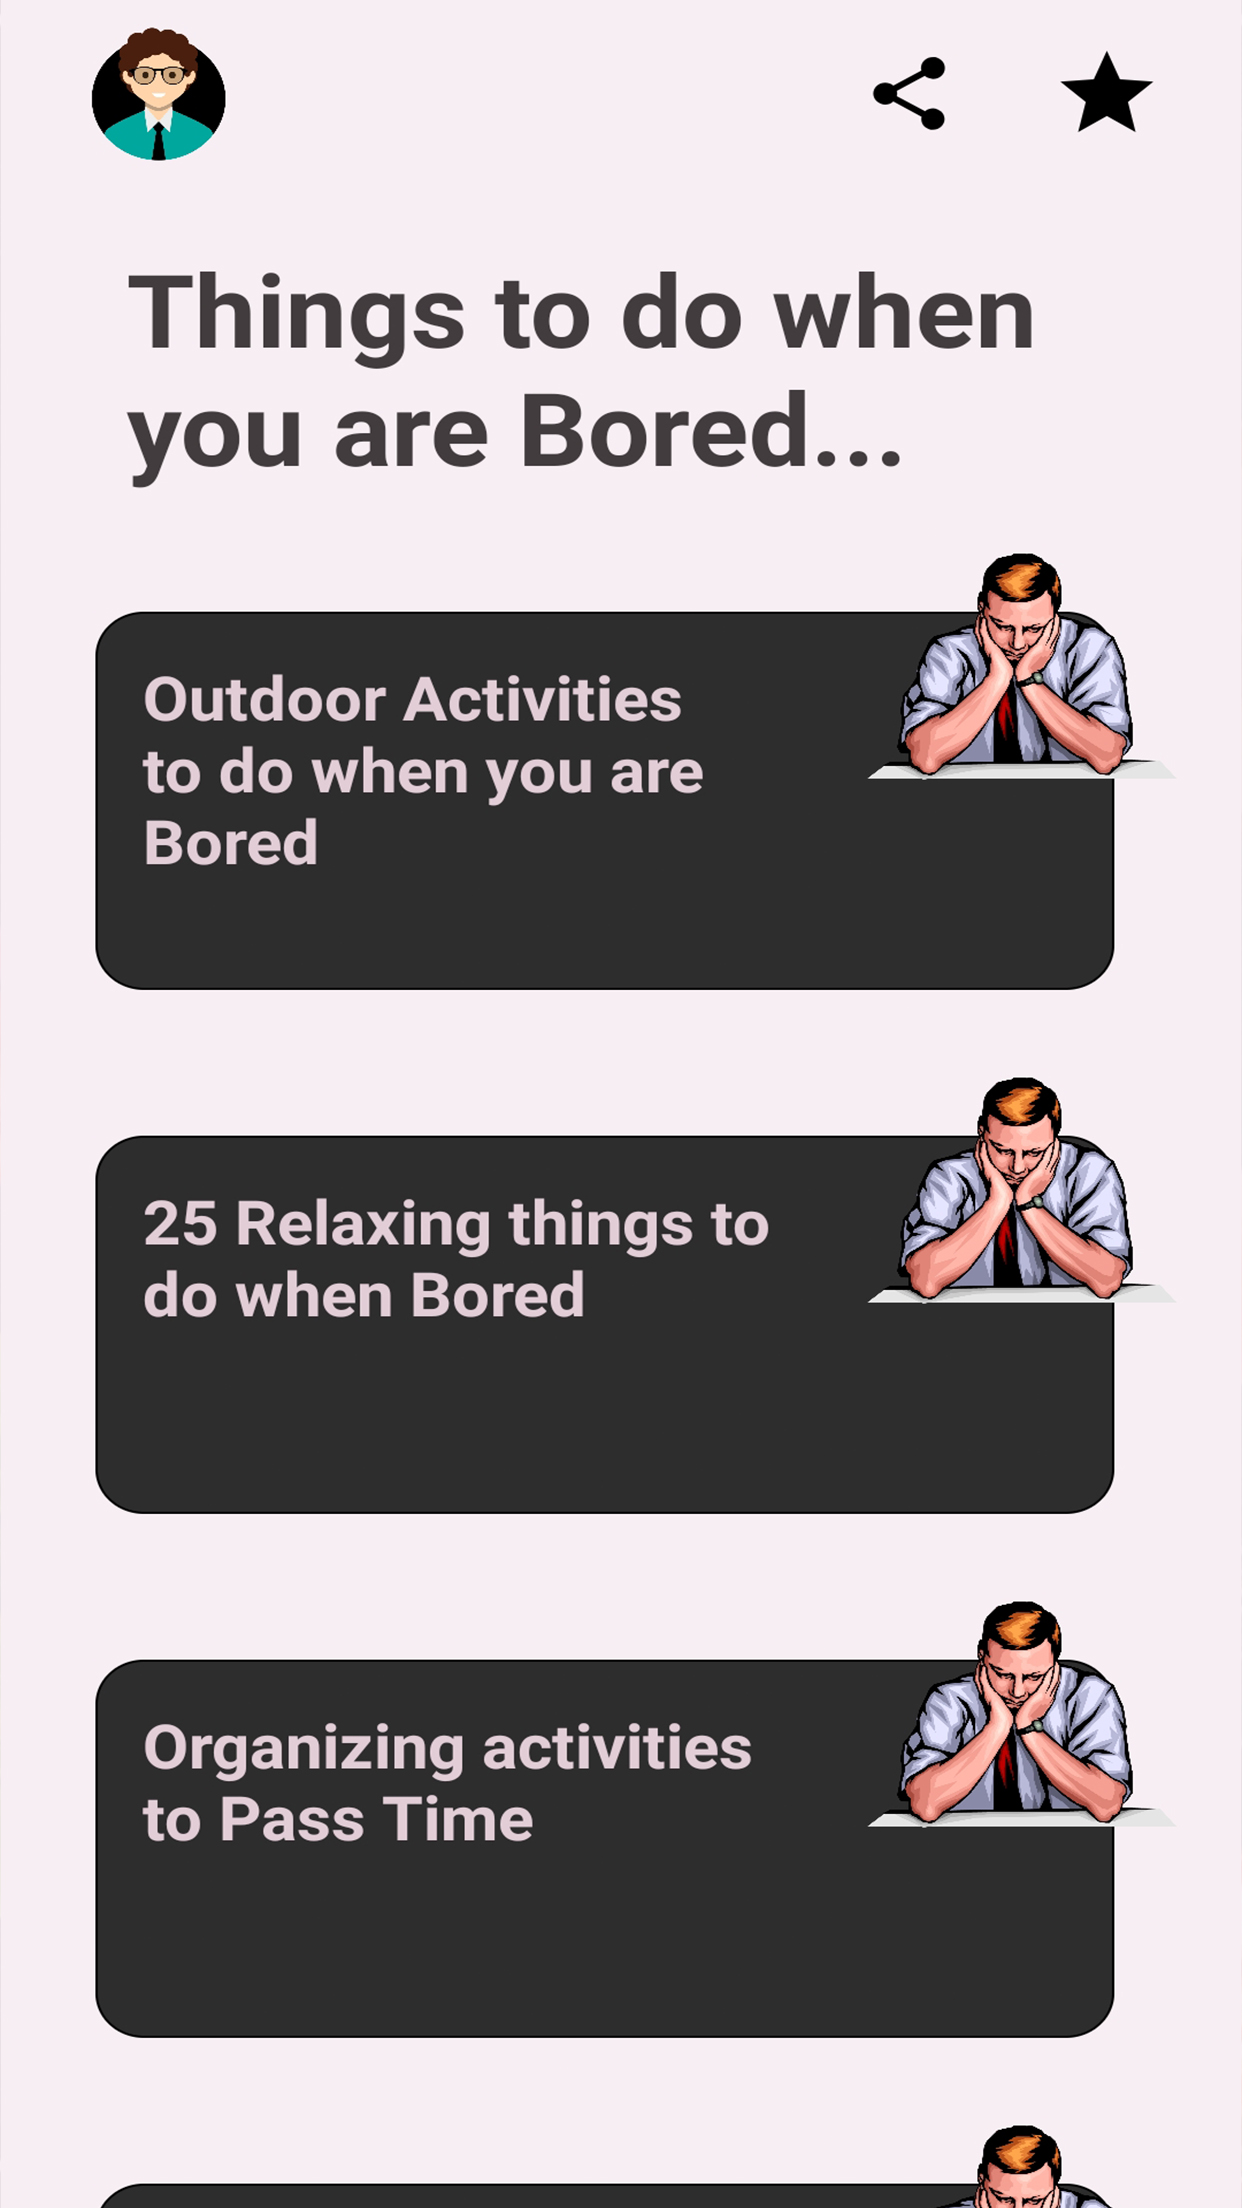 Things to do when
you are Bored...
Outdoor Activities
to do when you are
Bored
25 Relaxing things to
do when Bored
Organizing activities
to Pass Time